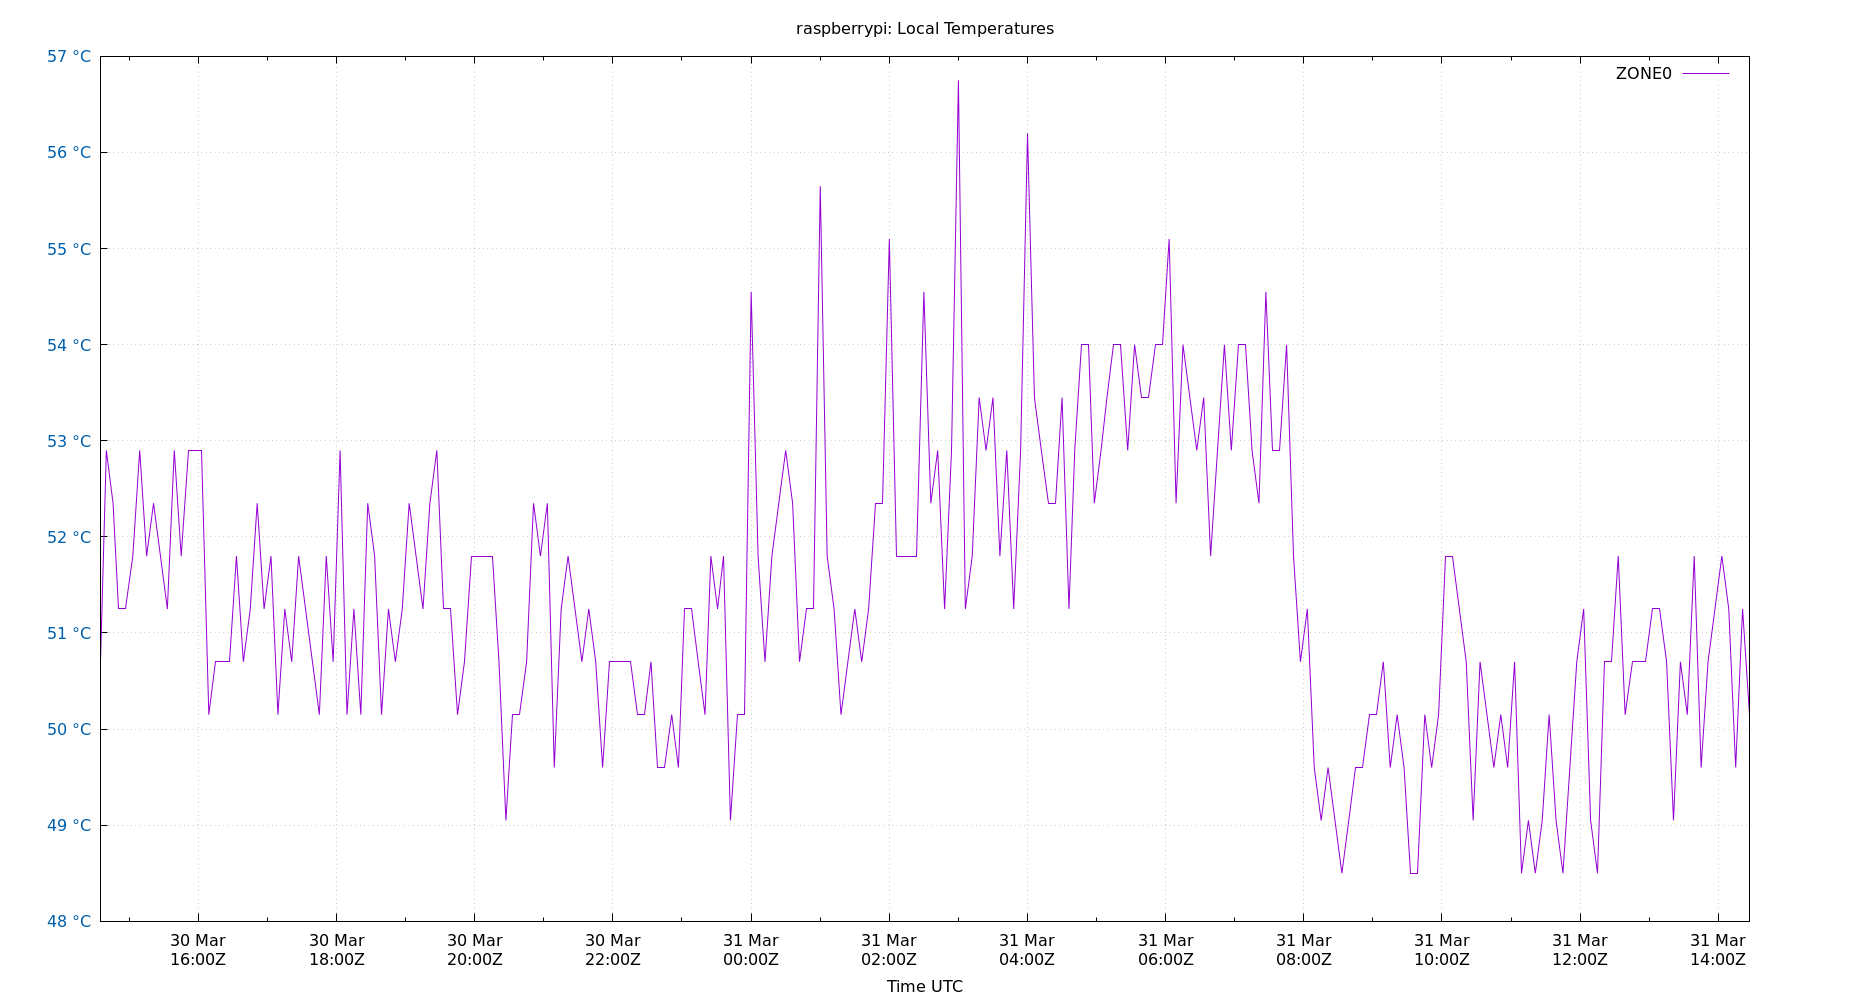 raspberrypi: Local Temperatures
57 °C
ZONE0
56 °C
55 °C
54 °C
53 °C
52 °C
51 °C
50 °C
49 °C
48 °C
30 Mar 30 Mar 30 Mar 30 Mar 31 Mar 31 Mar 31 Mar 31 Mar 31 Mar 31 Mar 31 Mar 31 Mar
16:00Z 18:00Z 20:00Z 22:00Z 00:00Z 02:00Z 04:00Z 06:00Z 08:00Z 10:00Z 12:00Z 14:00Z
Time UTC